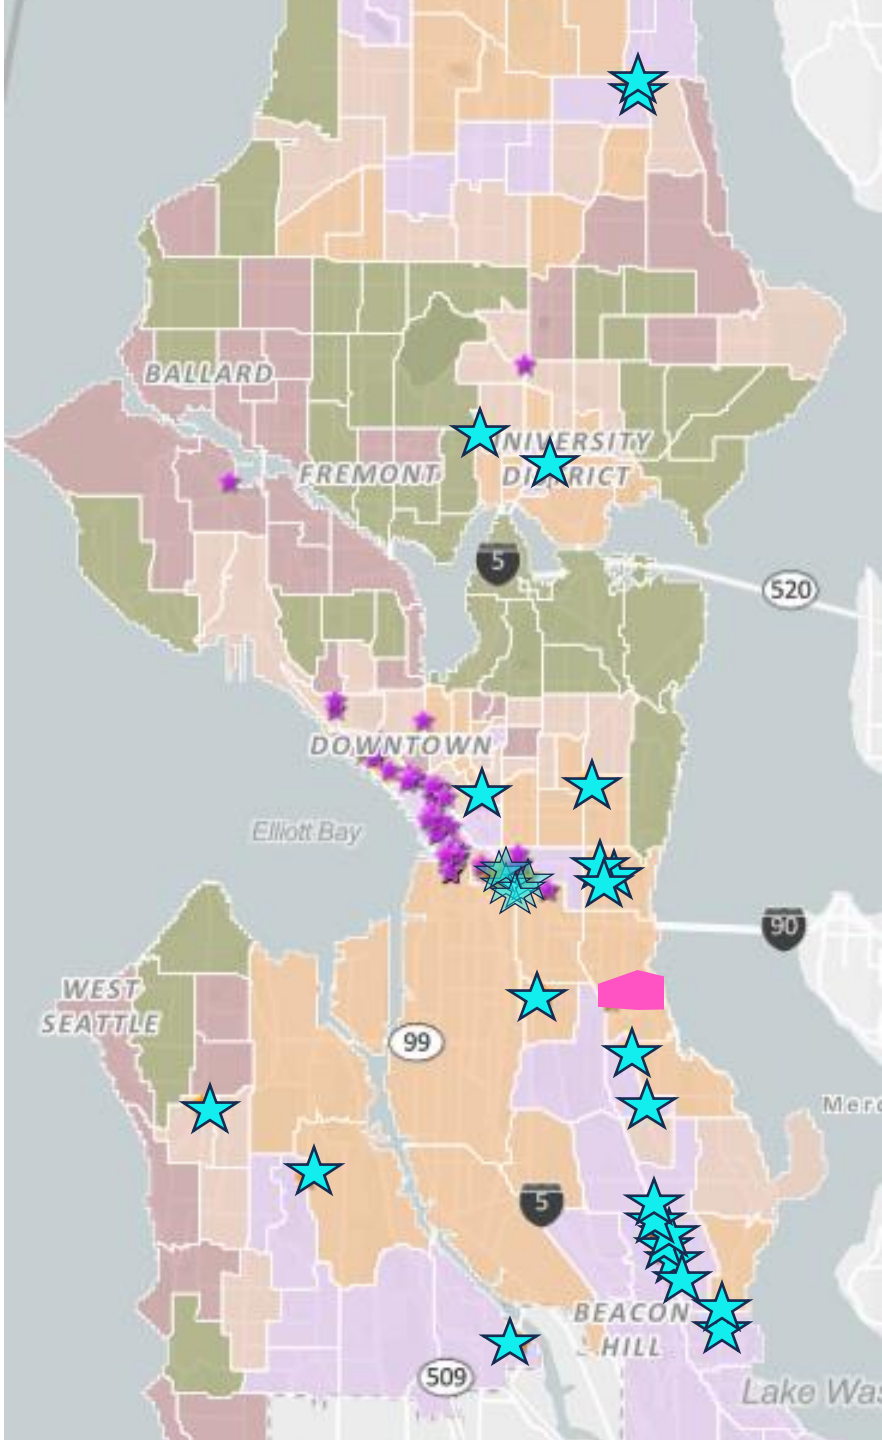 BALLARD
UNIVERSITY
DISTRICT
FREMONT
5
520
DOWNTOWN
Elliott Bay
90
WEST
SEATTLE
99
Merc
5
BEACON
HILL
509
Lake Was